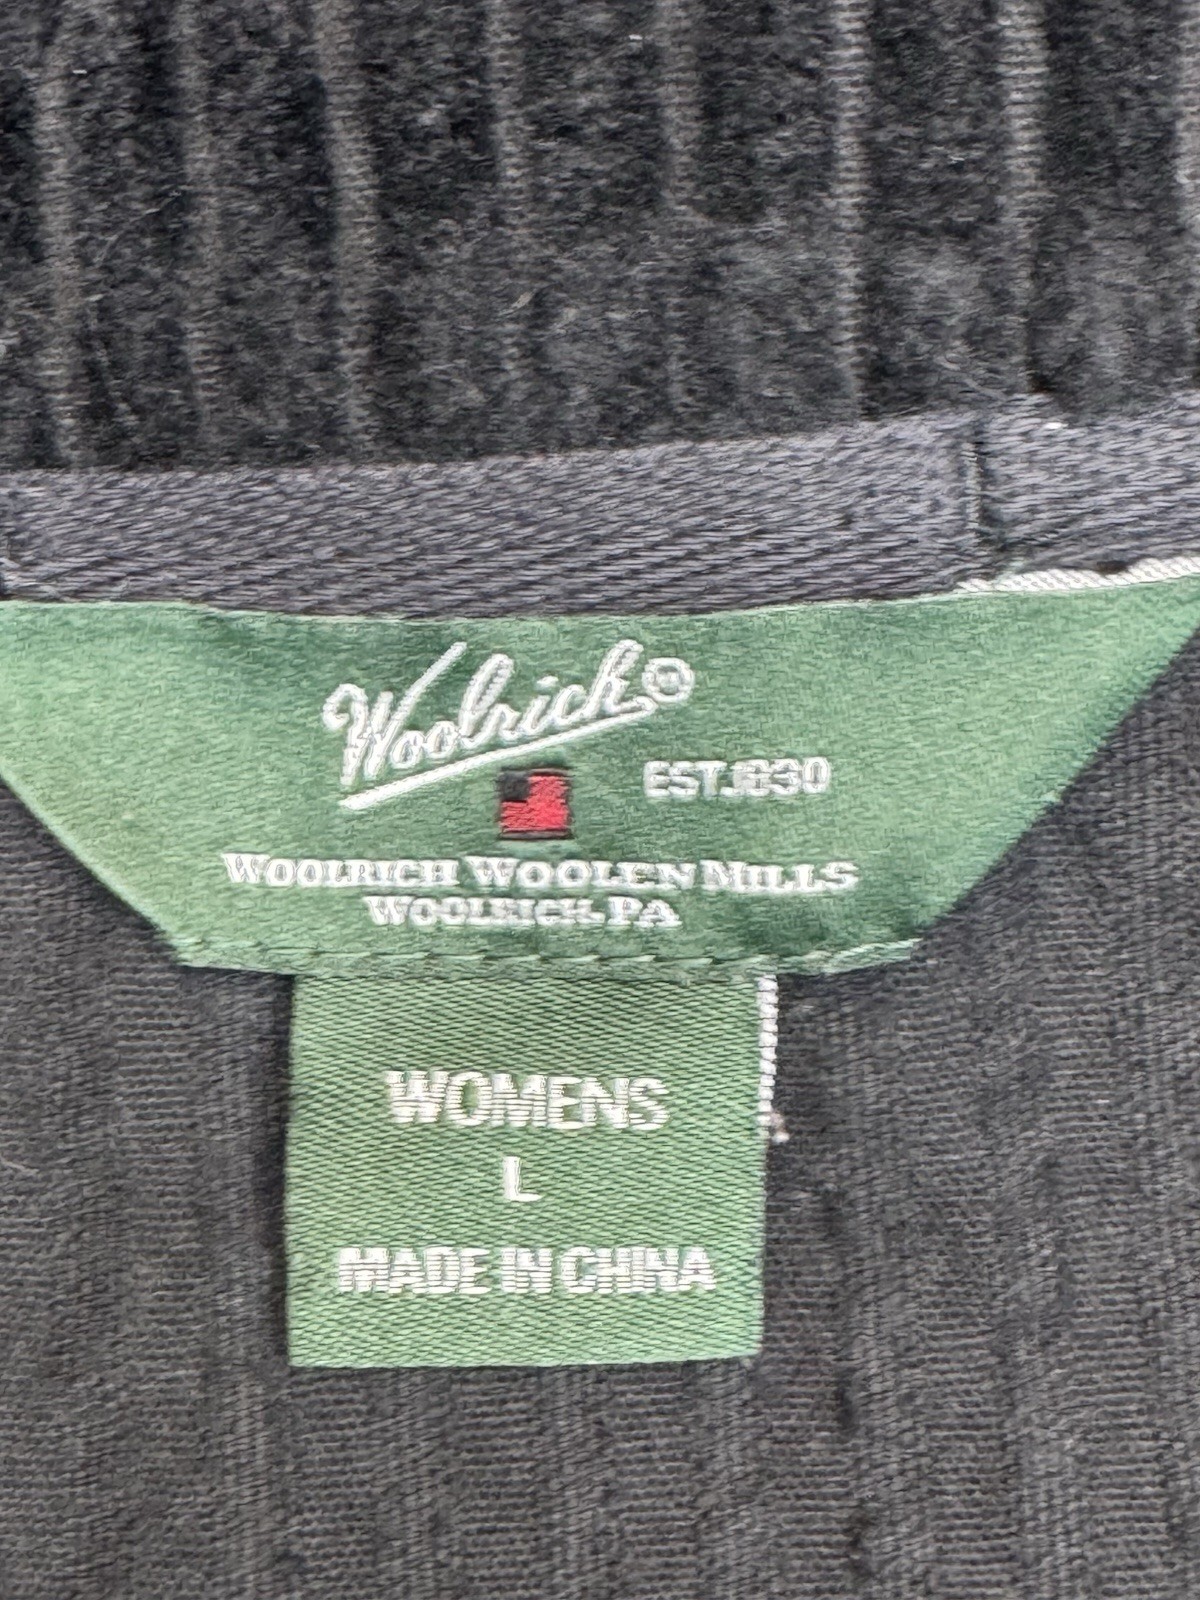 Woolrich®
EST.1830
WOOLRICH WOOLEN MILLS
WOOLRICH, PA
WOMENS
L
MADE IN CHINA